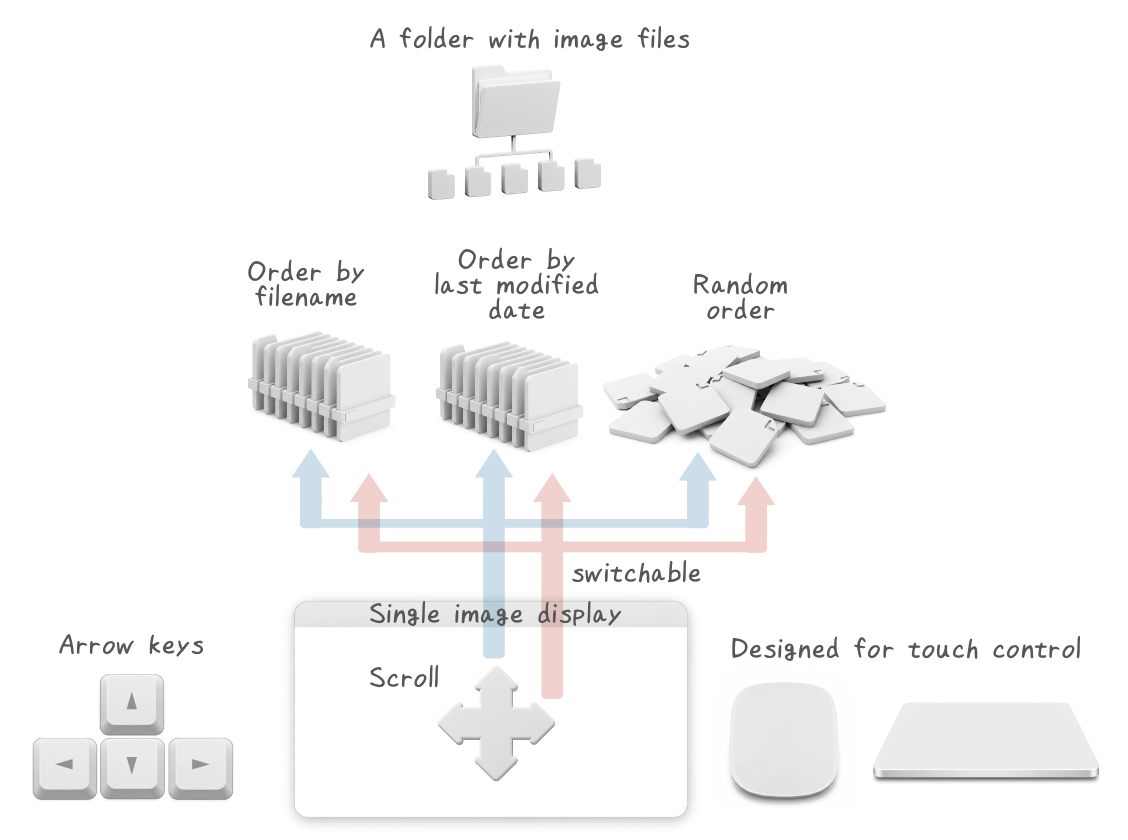 A folder with image files
Order by
filename
Order by
last modified
date
Random
order
switchable
Single image display
Scroll
Arrow keys
Designed for touch control